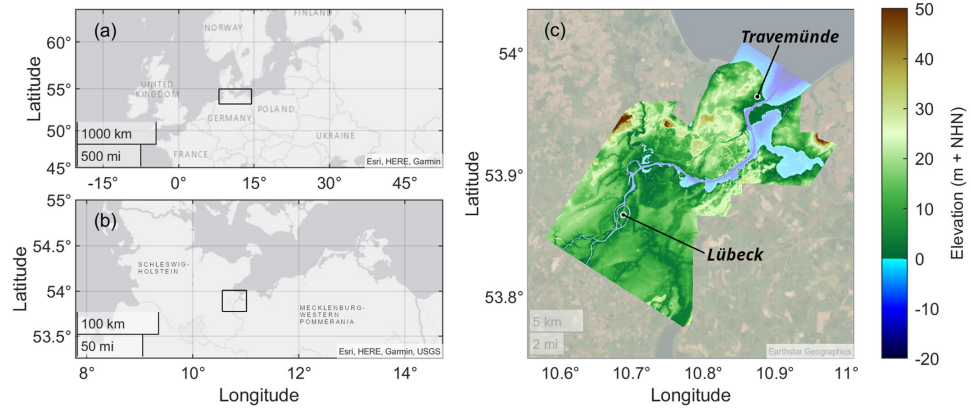 (a)
FINLAND
NORWAY
UNITED
KINGDOM
GERMANY
POLAND
UKRAINE
FRANCE
1000 km
500 mi
Esri, HERE, Garmin
60°
55°
50°
45°
Latitude
-15°
0°
15°
30°
45°
(b)
SCHLESWIG-
HOLSTEIN
MECKLENBURG-
WESTERN
POMMERANIA
100 km
50 mi
Esri, HERE, Garmin, USGS
55°
54.5°
54°
53.5°
Latitude
8°
10°
12°
14°
Longitude
(c)
Travemünde
Lübeck
5 km
2 mi
Earthstar Geographics
54°
53.9°
53.8°
Latitude
10.6°
10.7°
10.8°
10.9°
11°
Longitude
50
40
30
20
10
0
-10
-20
Elevation (m + NHN)